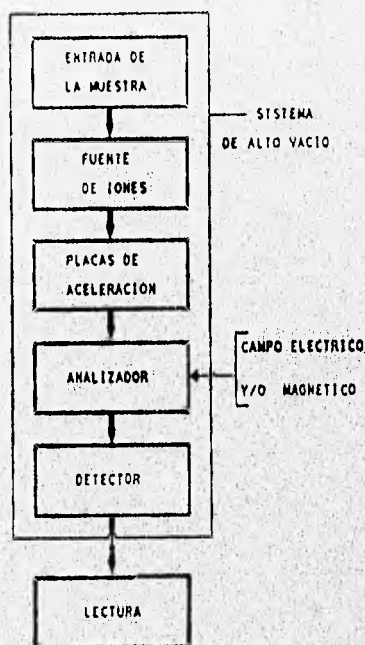 ENTRADA DE
LA MUESTRA
SISTEMA
DE ALTO VACIO
FUENTE
DE IONES
PLACAS DE
ACELERACION
ANALIZADOR
CAMPO ELECTRICO
Y/O MAGNETICO
DETECTOR
LECTURA